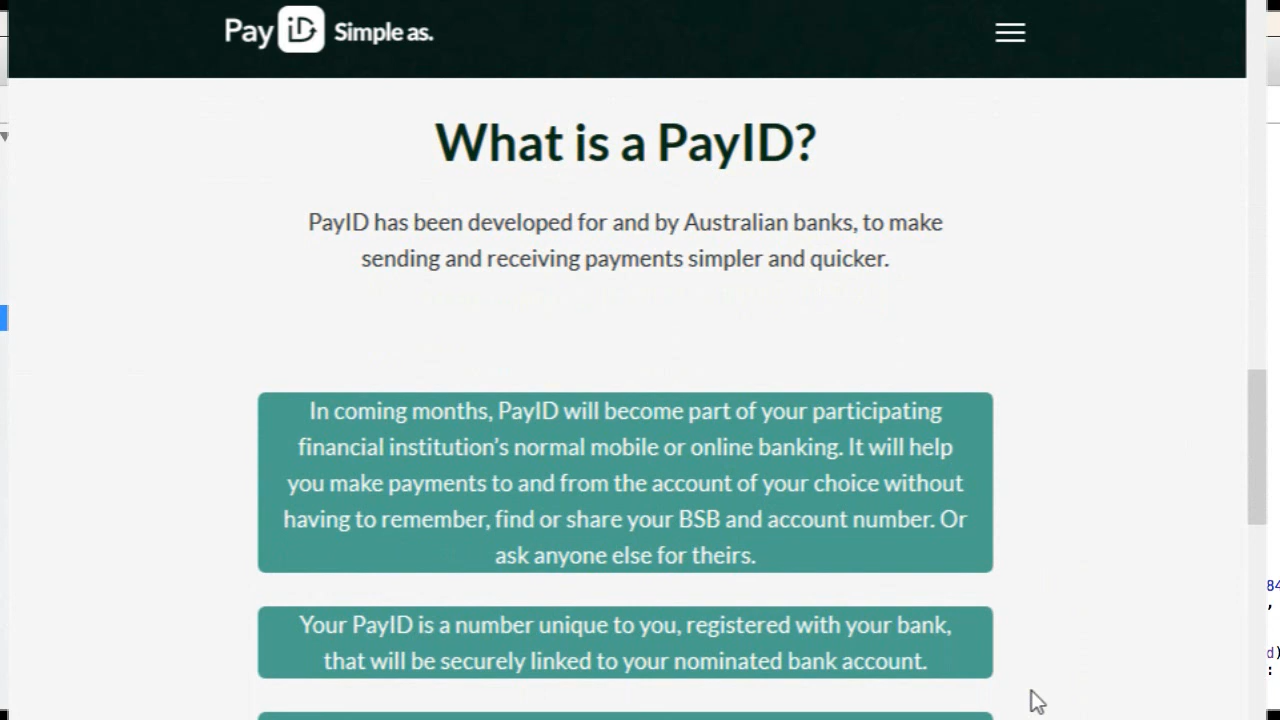 Pay iD Simple as.
What is a PayID?
PayID has been developed for and by Australian banks, to make
sending and receiving payments simpler and quicker.
In coming months, PayID will become part of your participating
financial institution's normal mobile or online banking. It will help
you make payments to and from the account of your choice without
having to remember, find or share your BSB and account number. Or
ask anyone else for theirs.
Your PayID is a number unique to you, registered with your bank,
that will be securely linked to your nominated bank account.
84
,
d)
: